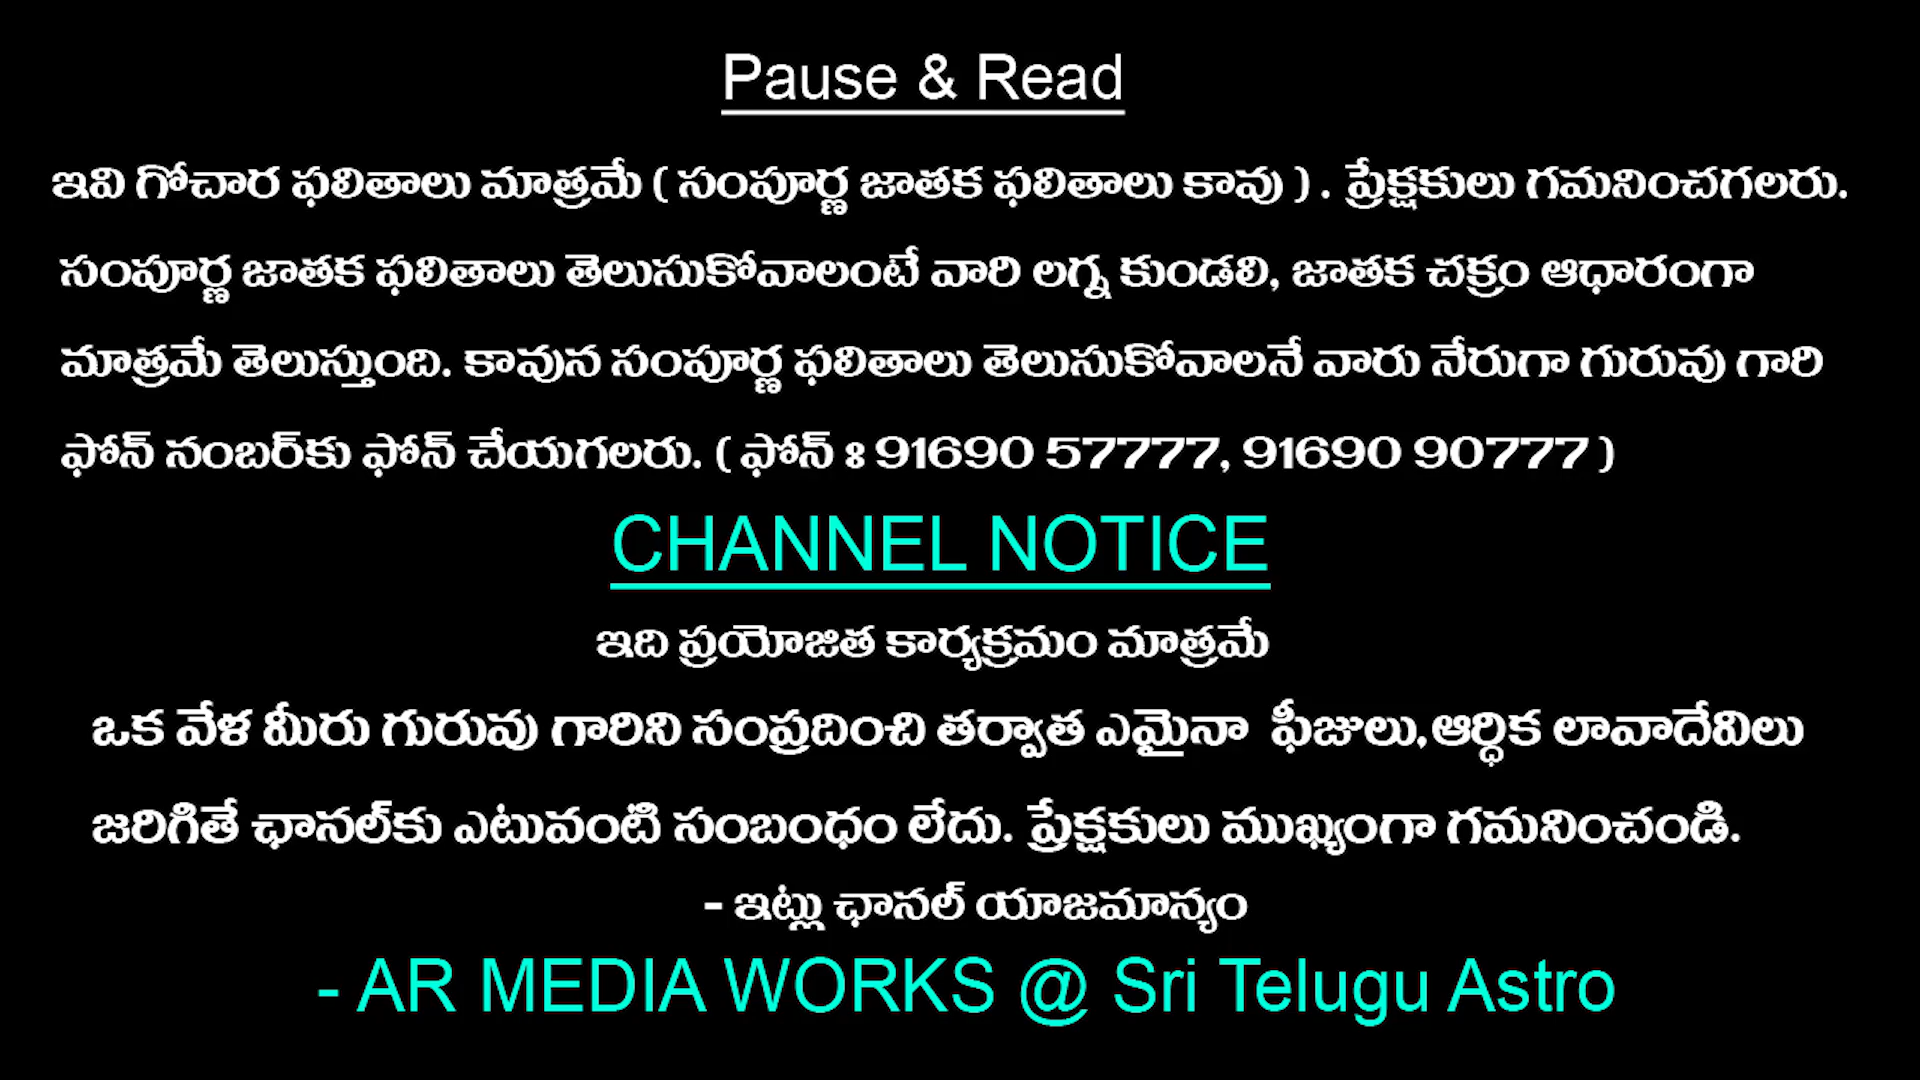 Pause & Read
ఇవి గోచార ఫలితాలు మాత్రమే ( సంపూర్ణ జాతక ఫలితాలు కావు ) . ప్రేక్షకులు గమనించగలరు.
సంపూర్ణ జాతక ఫలితాలు తెలుసుకోవాలంటే వారి లగ్న కుండలి, జాతక చక్రం ఆధారంగా
మాత్రమే తెలుస్తుంది. కావున సంపూర్ణ ఫలితాలు తెలుసుకోవాలనే వారు నేరుగా గురువు గారి
ఫోన్ నంబర్‌కు ఫోన్ చేయగలరు. ( ఫోన్ : 91690 57777, 91690 90777 )
CHANNEL NOTICE
ఇది ప్రయోజిత కార్యక్రమం మాత్రమే
ఒక వేళ మీరు గురువు గారిని సంప్రదించి తర్వాత ఎమైనా ఫీజులు,ఆర్ధిక లావాదేవిలు
జరిగితే ఛానల్‌కు ఎటువంటి సంబంధం లేదు. ప్రేక్షకులు ముఖ్యంగా గమనించండి.
- ఇట్లు ఛానల్ యాజమాన్యం
- AR MEDIA WORKS @ Sri Telugu Astro